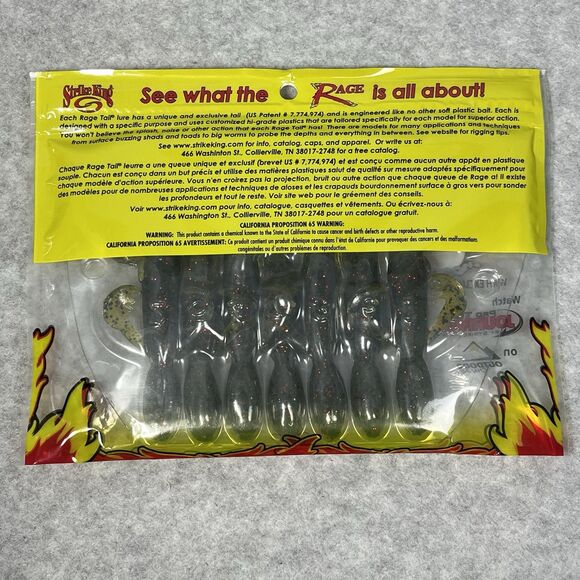 Strike King
See what the RAGE is all about!
Each Rage Tail® lure has a unique and exclusive tail (US Patent # 7,774,974) and is engineered like no other soft plastic bait. Each is
designed with a specific purpose and uses customized hi-grade plastics that are tailored specifically for each model for superior action.
You won't believe the splash, noise or other action that each Rage Tail® has! There are models for many applications and techniques
from surface buzzing shads and toads to big worms to probe the depths and everything in between. See website for rigging tips.
See www.strikeking.com for info, catalog, caps, and apparel. Or write us at:
466 Washinton St., Collierville, TN 38017-2748 for a free catalog.
Chaque Rage Tail® leurre a une queue unique et exclusif (brevet US # 7,774,974) et est conçu comme aucun autre appât en plastique
souple. Chacun est conçu dans un but précis et utilise des matières plastiques salut de qualité sur mesure adaptés spécifiquement pour
chaque modèle d'action supérieure. Vous n'en croirez pas la projection, bruit ou autre action que chaque queue de Rage a! Il existe
des modèles pour de nombreuses applications et techniques de aloses et les crapauds bourdonnement surface à gros vers pour sonder
les profondeurs et tout le reste. Voir site web pour le gréement des conseils.
Voir www.strikeking.com pour info, catalogue, casquettes et vêtements. Ou écrivez-nous à:
466 Washington St., Collierville, TN 38017-2748 pour un catalogue gratuit.
CALIFORNIA PROPOSITION 65 WARNING:
WARNING: This product contains a chemical known to the State of California to cause cancer and birth defects or other reproductive harm.
CALIFORNIA PROPOSITION 65 AVERTISSEMENT: Ce produit contient un produit chimique connu dans l'état de Californie pour provoquer des cancers et des malformations
congénitales ou d'autres problèmes de reproduction.
Watch
on
OUTDOOR